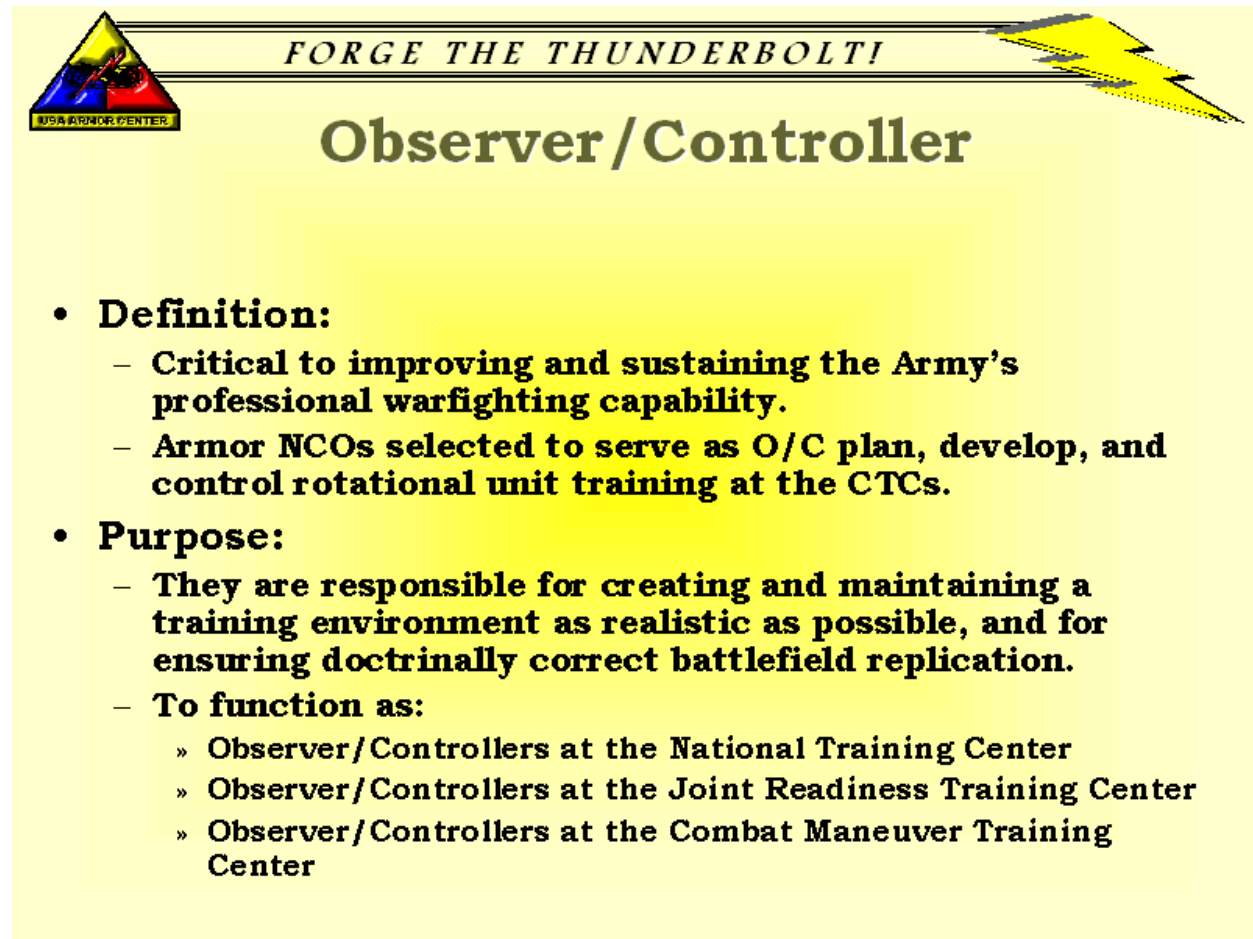 FORGE THE THUNDERBOLT!
USA ARMOR CENTER
Observer/Controller
• Definition:
– Critical to improving and sustaining the Army's
professional warfighting capability.
– Armor NCOs selected to serve as O/C plan, develop, and
control rotational unit training at the CTCs.
• Purpose:
– They are responsible for creating and maintaining a
training environment as realistic as possible, and for
ensuring doctrinally correct battlefield replication.
– To function as:
» Observer/Controllers at the National Training Center
» Observer/Controllers at the Joint Readiness Training Center
» Observer/Controllers at the Combat Maneuver Training
Center